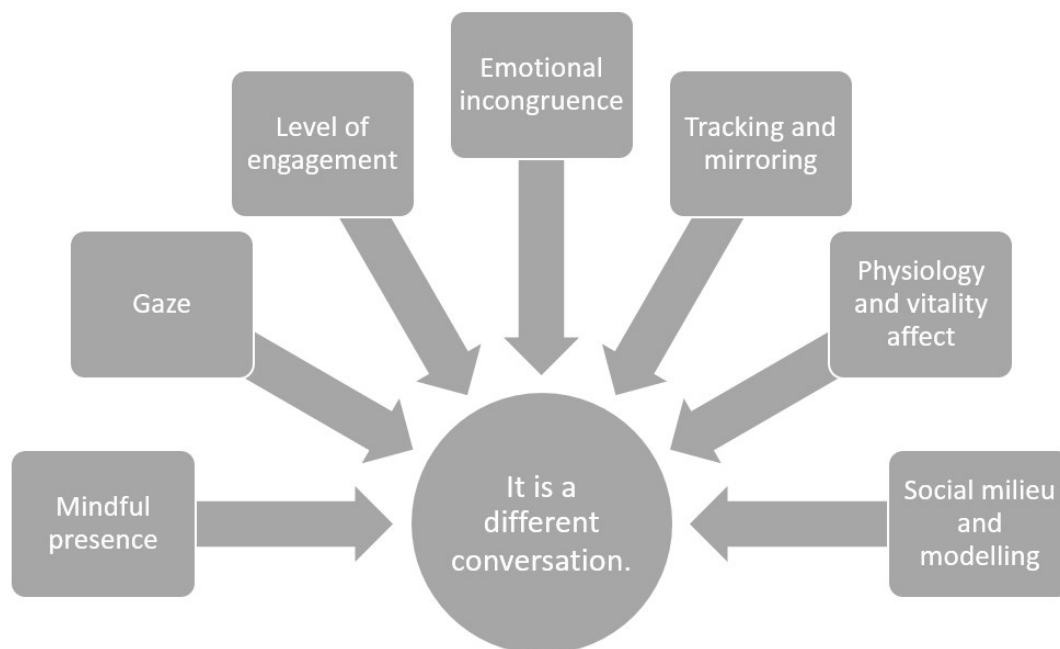 Emotional
incongruence
Level of
engagement
Tracking and
mirroring
Gaze
Physiology
and vitality
affect
Mindful
presence
It is a
different
conversation.
Social milieu
and
modelling